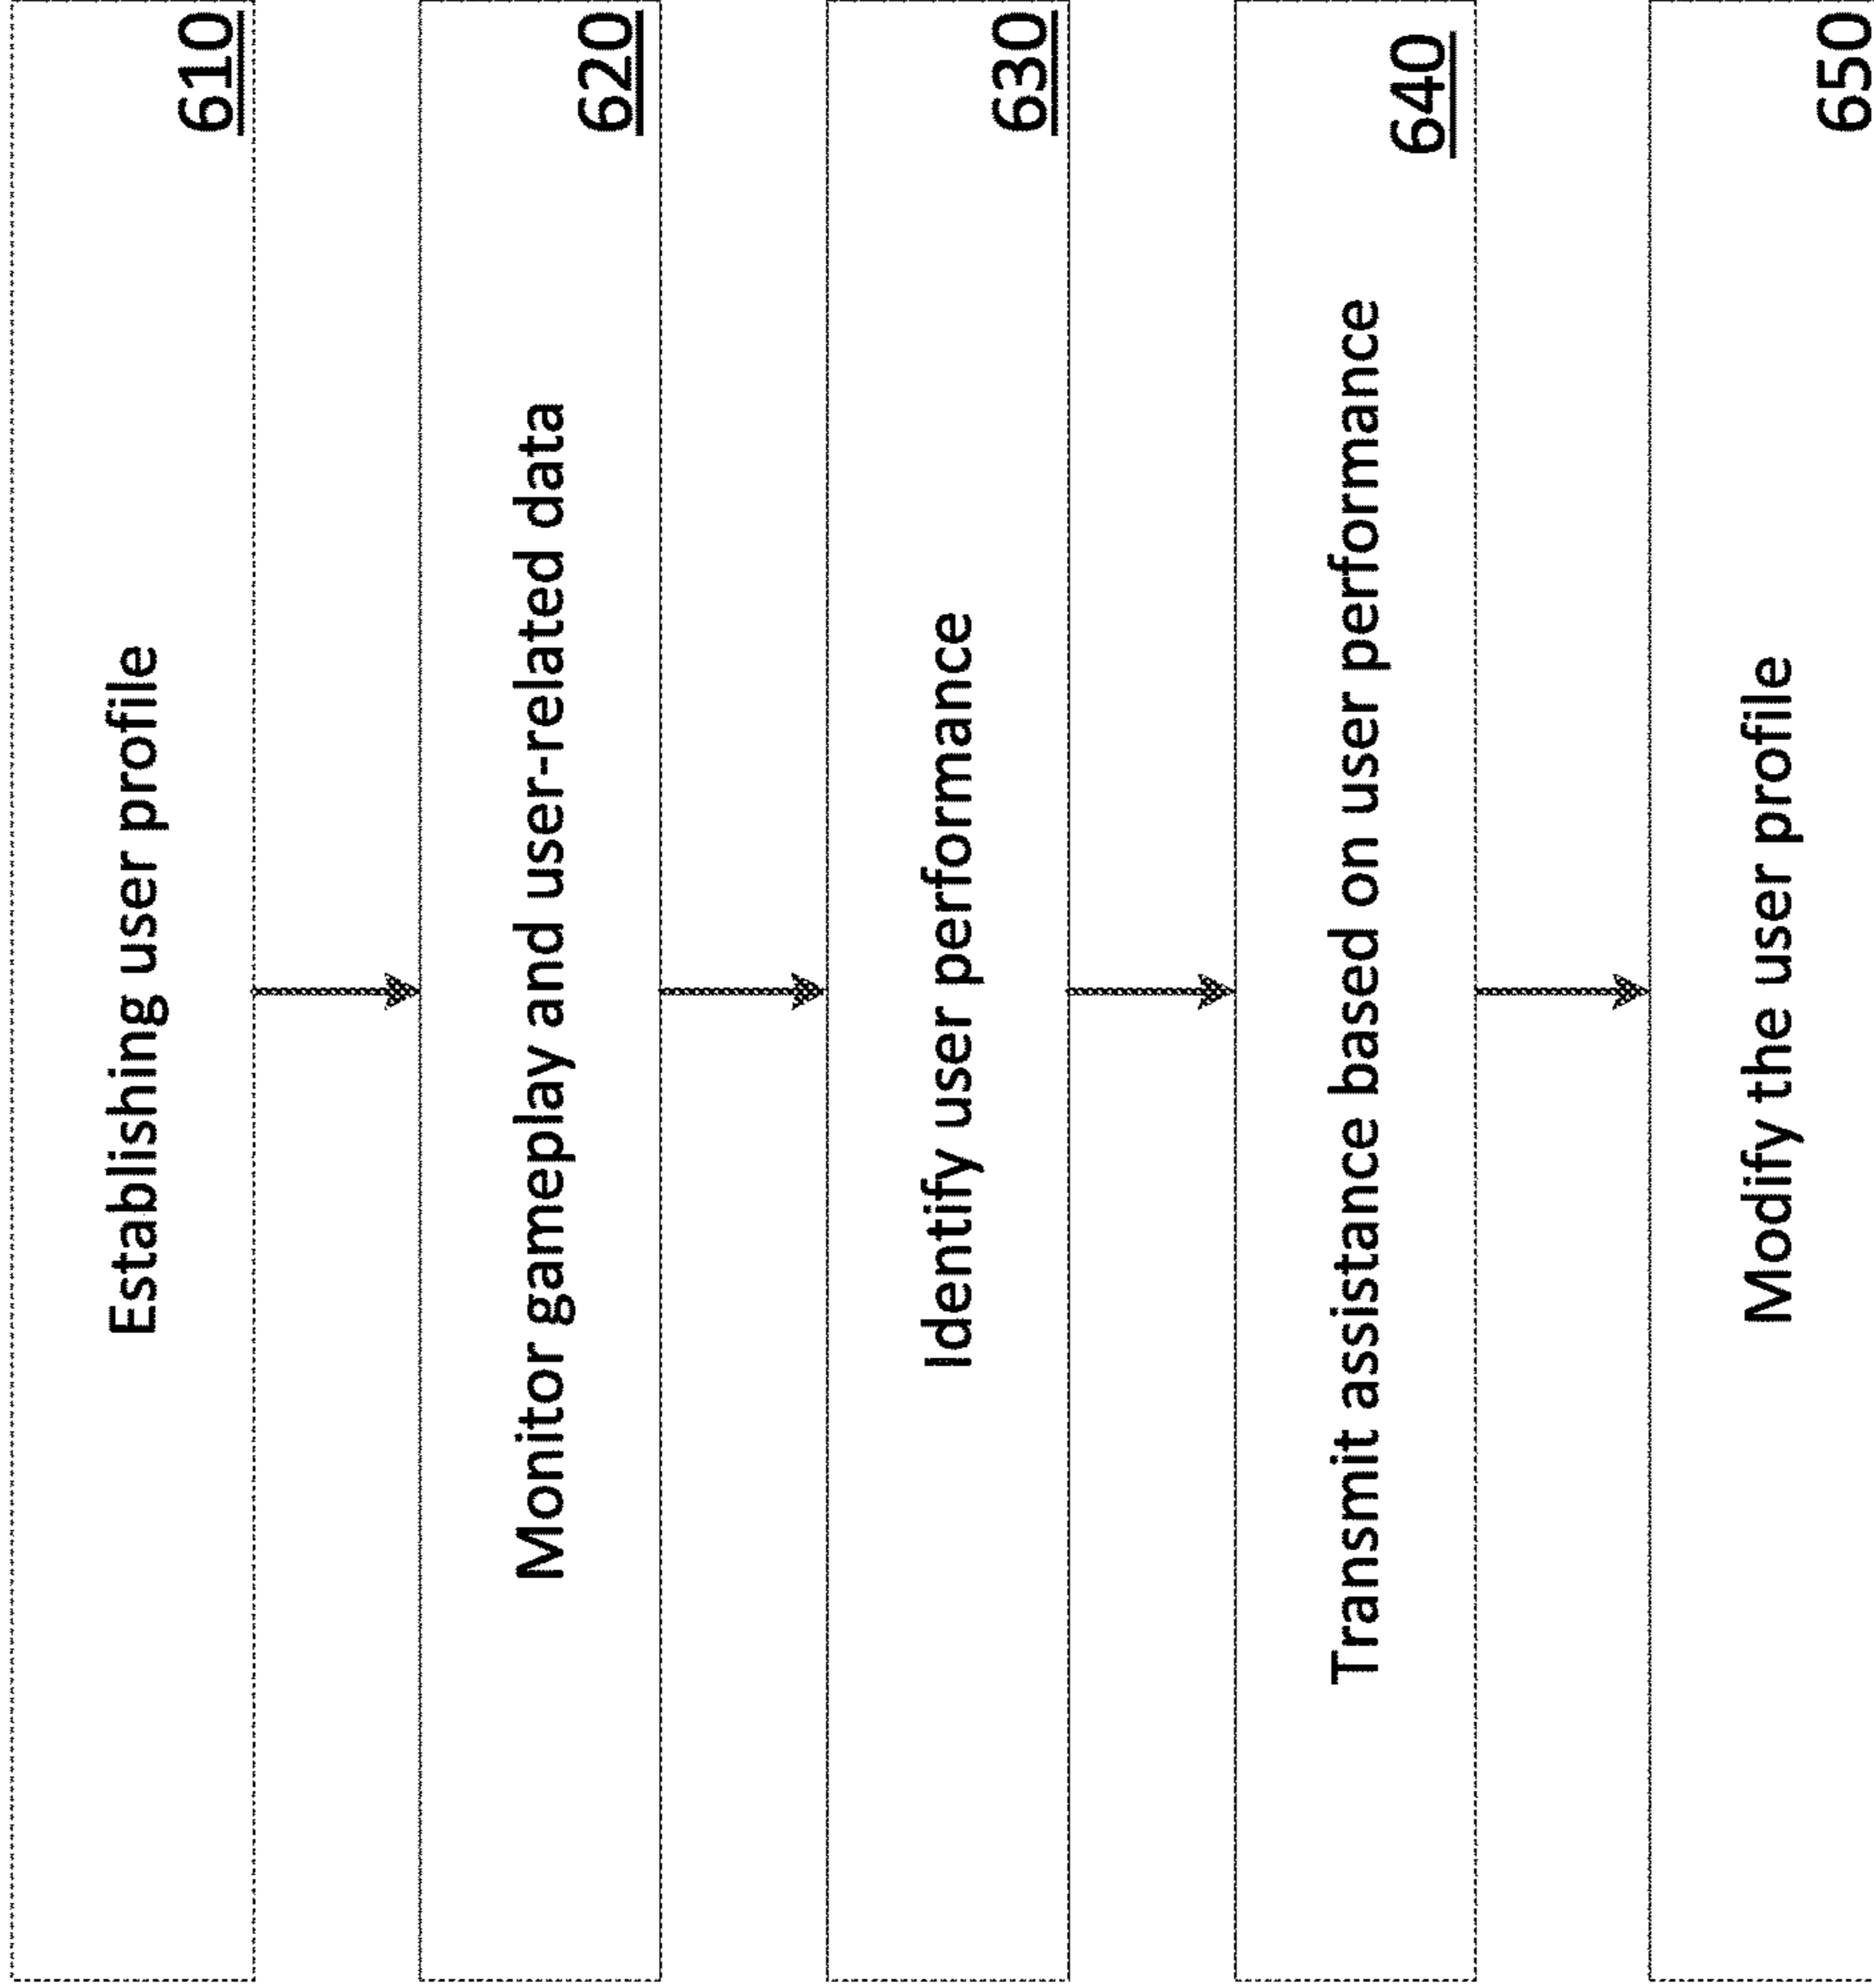 Establishing user profile
610
Monitor gameplay and user-related data
620
Identify user performance
630
Transmit assistance based on user performance
640
Modify the user profile
650